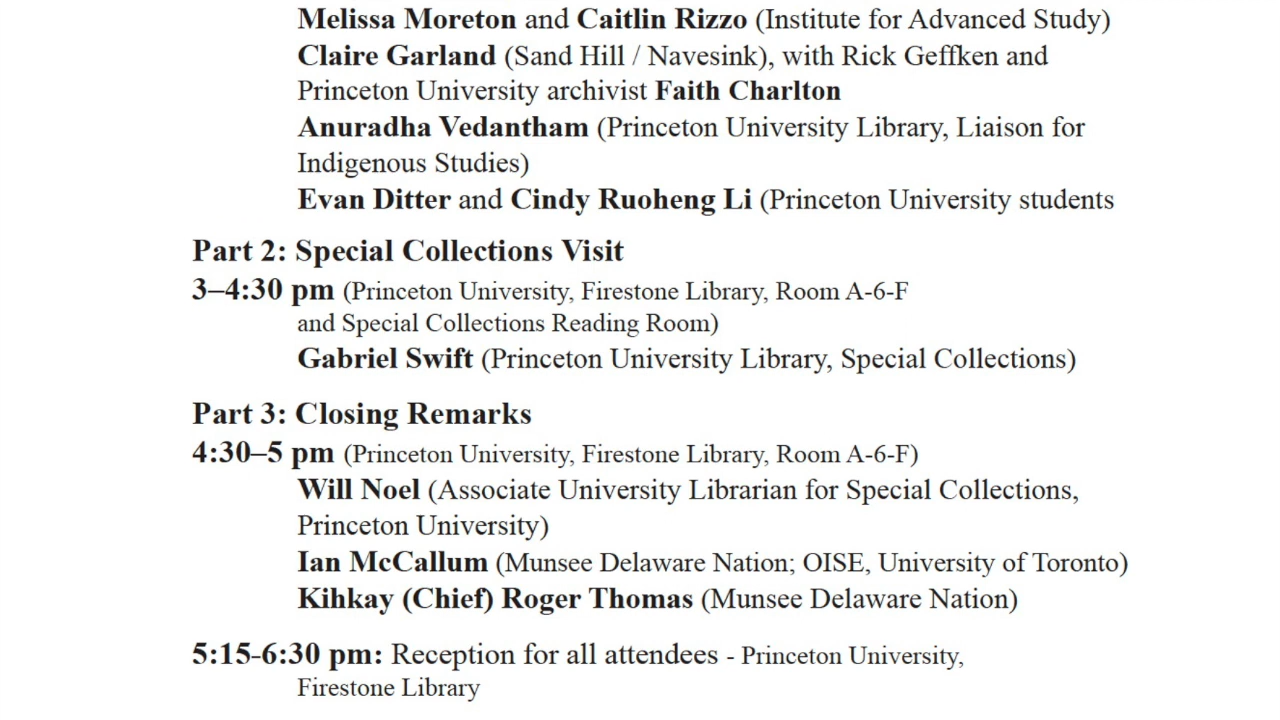 Melissa Moreton and Caitlin Rizzo (Institute for Advanced Study)
Claire Garland (Sand Hill / Navesink), with Rick Geffken and
Princeton University archivist Faith Charlton
Anuradha Vedantham (Princeton University Library, Liaison for
Indigenous Studies)
Evan Ditter and Cindy Ruoheng Li (Princeton University students
Part 2: Special Collections Visit
3–4:30 pm (Princeton University, Firestone Library, Room A-6-F
and Special Collections Reading Room)
Gabriel Swift (Princeton University Library, Special Collections)
Part 3: Closing Remarks
4:30–5 pm (Princeton University, Firestone Library, Room A-6-F)
Will Noel (Associate University Librarian for Special Collections,
Princeton University)
Ian McCallum (Munsee Delaware Nation; OISE, University of Toronto)
Kihkay (Chief) Roger Thomas (Munsee Delaware Nation)
5:15-6:30 pm: Reception for all attendees - Princeton University,
Firestone Library